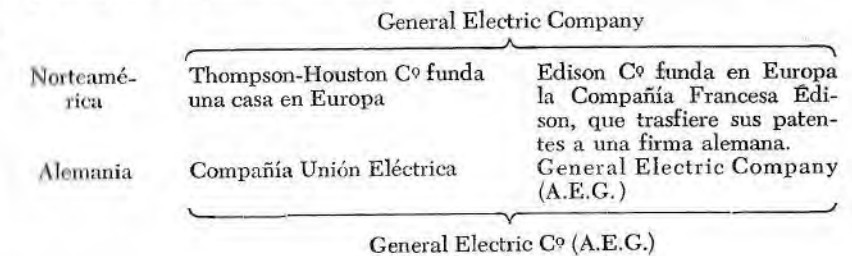 General Electric Company
Norteamé-
rica
Thompson-Houston Cº funda
una casa en Europa
Edison Cº funda en Europa
la Compañía Francesa Édi-
son, que trasfiere sus paten-
tes a una firma alemana.
Alemania
Compañía Unión Eléctrica
General Electric Company
(A.E.G.)
General Electric Cº (A.E.G.)